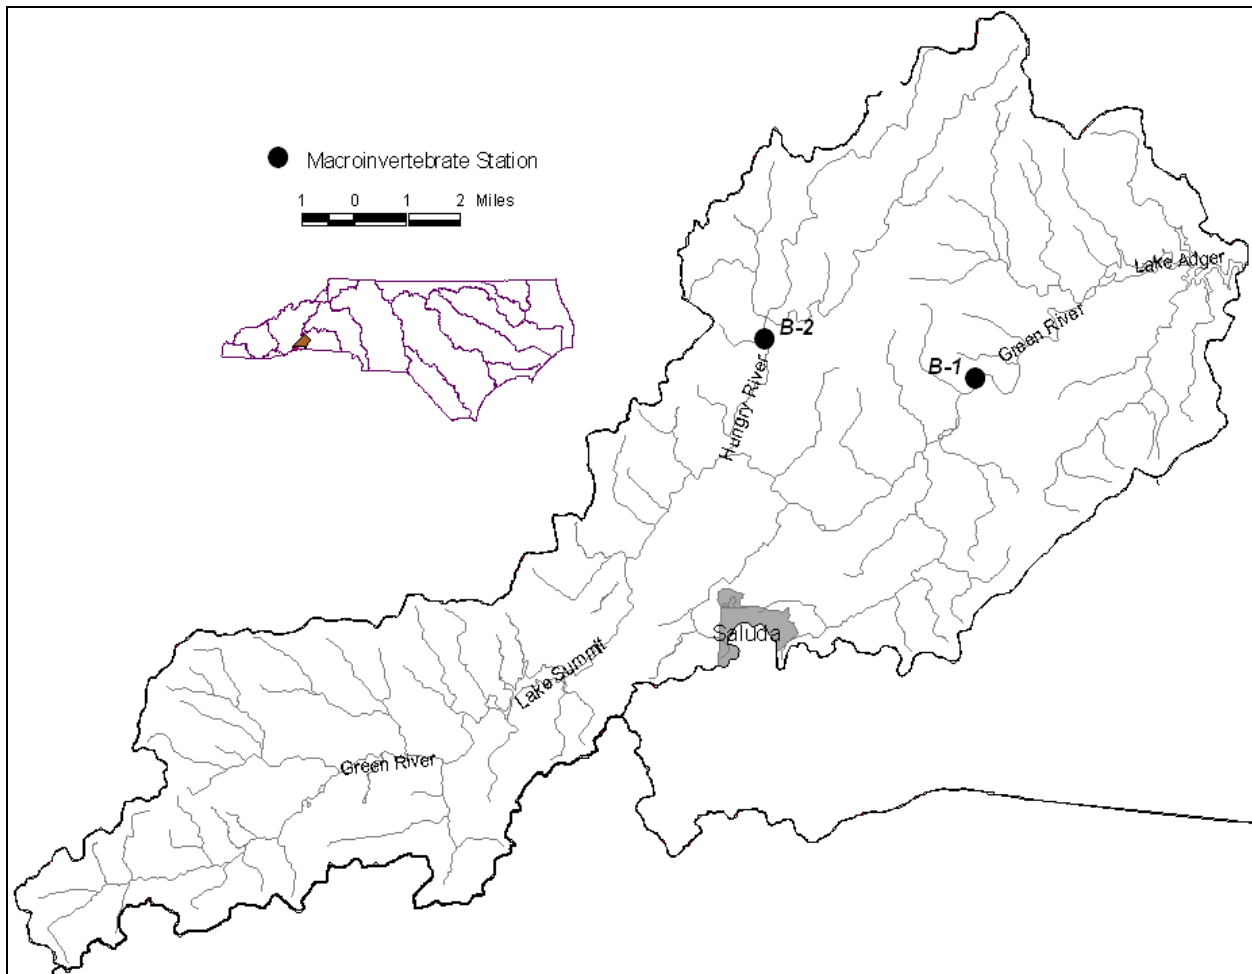 Macroinvertebrate Station
1 0 1 2 Miles
Lake Adger
Green River
B-2
B-1
Hungry River
Saluda
Lake Summit
Green River